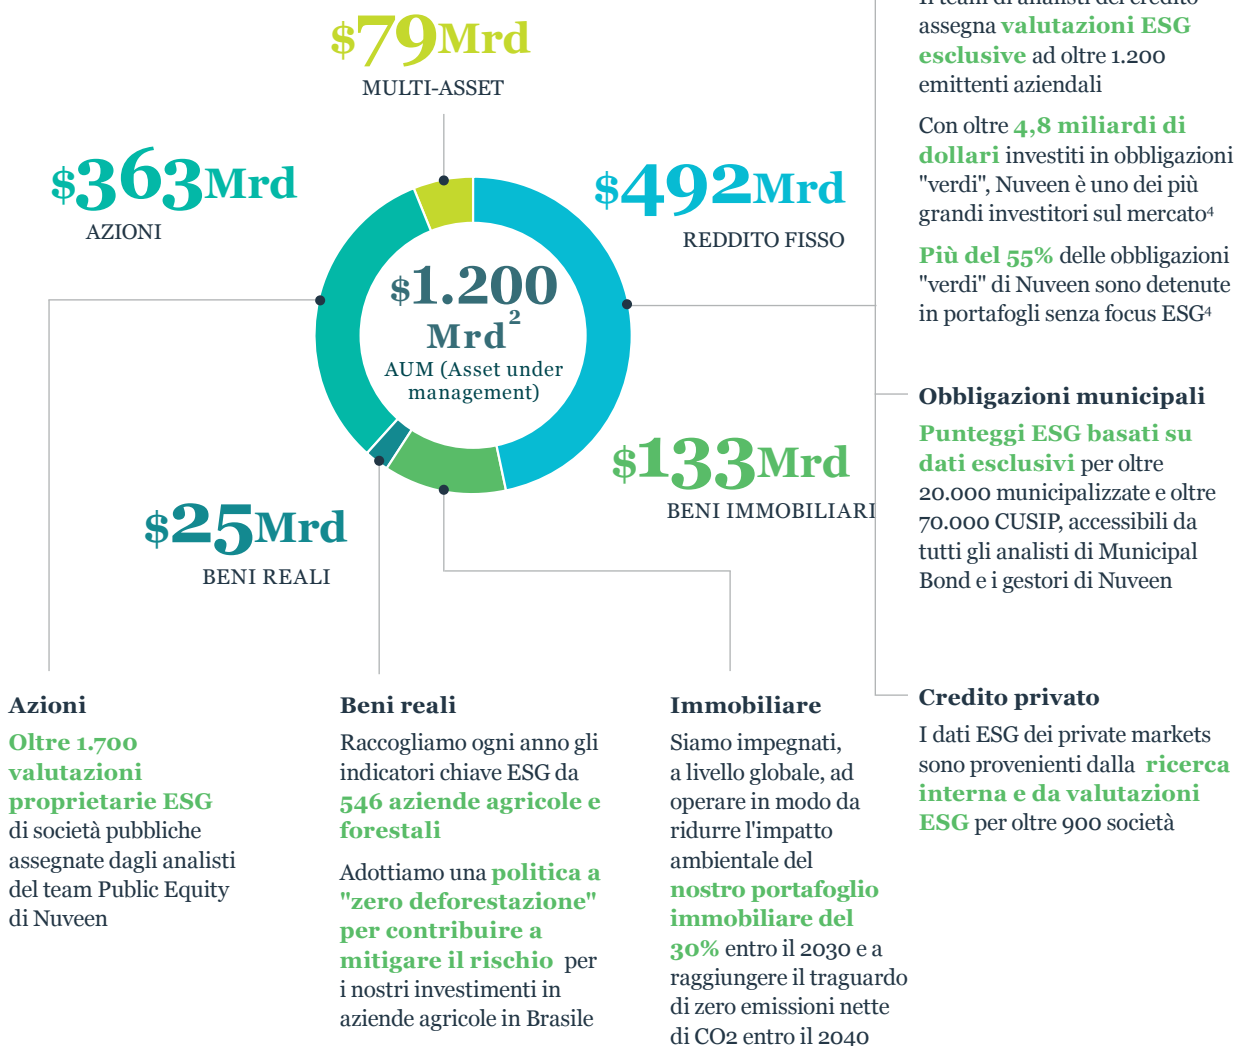 $79Mrd
MULTI-ASSET
$363Mrd
AZIONI
$492Mrd
REDDITO FISSO
$1.200
Mrd²
AUM (Asset under
management)
$133Mrd
BENI IMMOBILIARI
$25Mrd
BENI REALI
Il team di analisti del credito
assegna valutazioni ESG
esclusive ad oltre 1.200
emittenti aziendali
Con oltre 4,8 miliardi di
dollari investiti in obbligazioni
"verdi", Nuveen è uno dei più
grandi investitori sul mercato⁴
Più del 55% delle obbligazioni
"verdi" di Nuveen sono detenute
in portafogli senza focus ESG⁴
Obbligazioni municipali
Punteggi ESG basati su
dati esclusivi per oltre
20.000 municipalizzate e oltre
70.000 CUSIP, accessibili da
tutti gli analisti di Municipal
Bond e i gestori di Nuveen
Credito privato
I dati ESG dei private markets
sono provenienti dalla ricerca
interna e da valutazioni
ESG per oltre 900 società
Azioni
Oltre 1.700
valutazioni
proprietarie ESG
di società pubbliche
assegnate dagli analisti
del team Public Equity
di Nuveen
Beni reali
Raccogliamo ogni anno gli
indicatori chiave ESG da
546 aziende agricole e
forestali
Adottiamo una politica a
"zero deforestazione"
per contribuire a
mitigare il rischio per
i nostri investimenti in
aziende agricole in Brasile
Immobiliare
Siamo impegnati,
a livello globale, ad
operare in modo da
ridurre l'impatto
ambientale del
nostro portafoglio
immobiliare del
30% entro il 2030 e a
raggiungere il traguardo
di zero emissioni nette
di CO2 entro il 2040